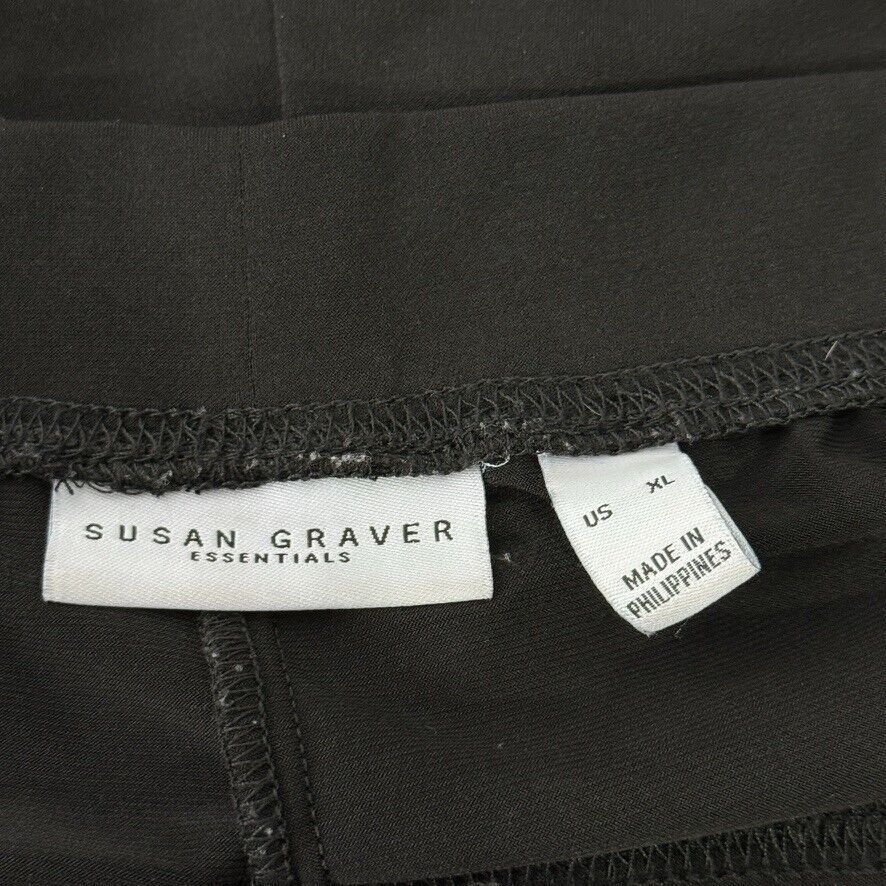 SUSAN GRAVER
ESSENTIALS
US XL
MADE IN
PHILIPPINES